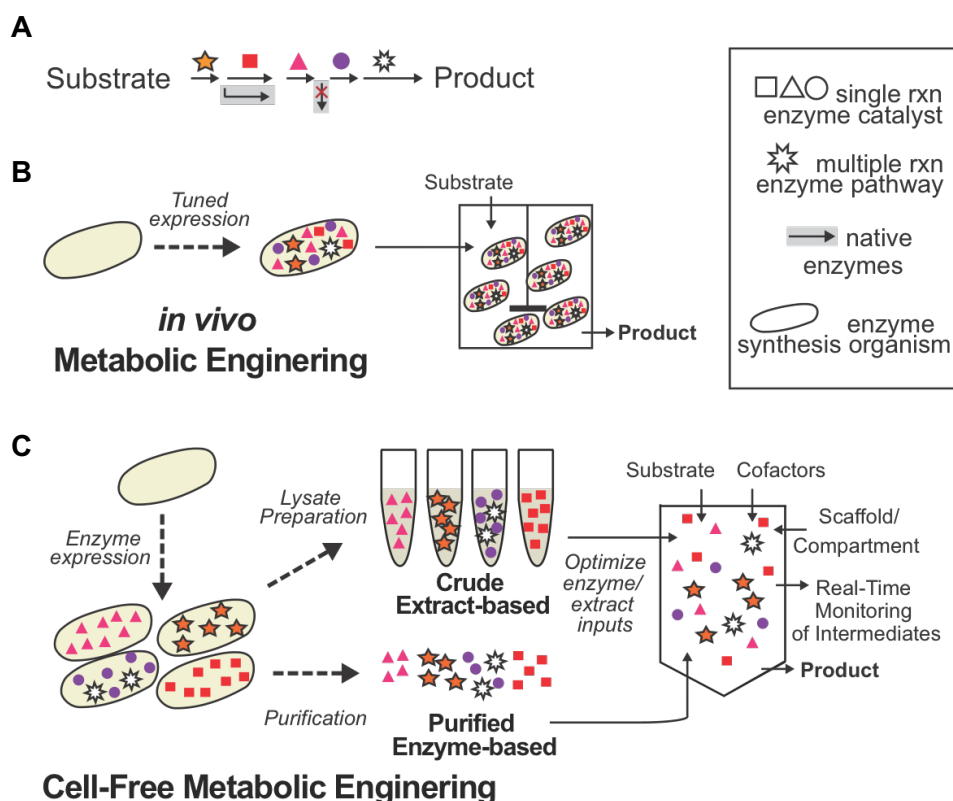 A
Substrate
Product
B
Tuned
expression
Substrate
Product
in vivo
Metabolic Enginering
single rxn
enzyme catalyst
multiple rxn
enzyme pathway
native
enzymes
enzyme
synthesis organism
C
Enzyme
expression
Lysate
Preparation
Purification
Crude
Extract-based
Purified
Enzyme-based
Optimize
enzyme/
extract
inputs
Substrate
Cofactors
Scaffold/
Compartment
Real-Time
Monitoring
of Intermediates
Product
Cell-Free Metabolic Enginering